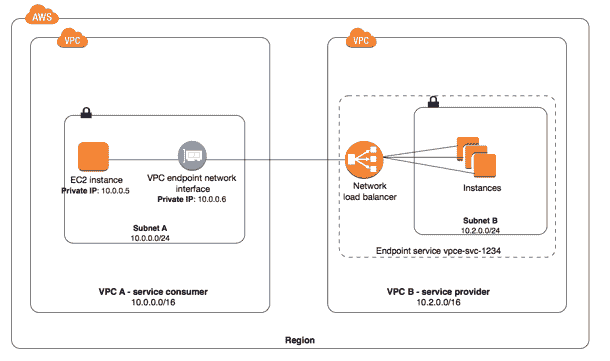 AWS
VPC
VPC
EC2 instance
Private IP: 10.0.0.5
VPC endpoint network
interface
Private IP: 10.0.0.6
Subnet A
10.0.0.0/24
VPC A - service consumer
10.0.0.0/16
Network
load balancer
Instances
Subnet B
10.2.0.0/24
Endpoint service vpce-svc-1234
VPC B - service provider
10.2.0.0/16
Region